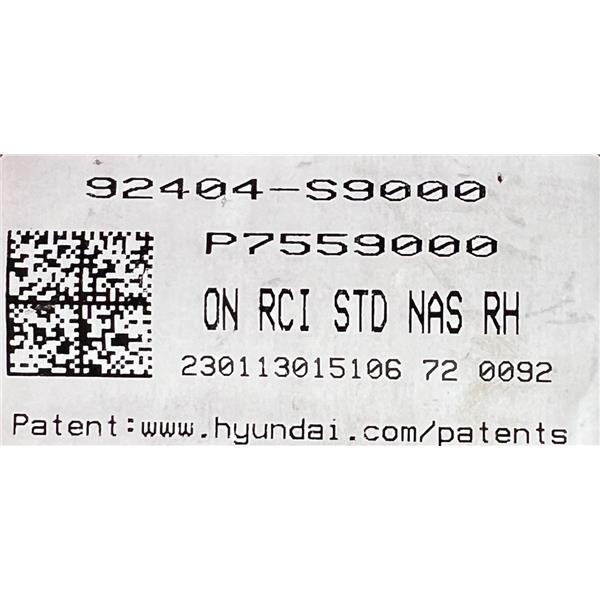 92404-S9000
P7559000
ON RCI STD NAS RH
230113015106 72 0092
Patent:www.hyundai.com/patents